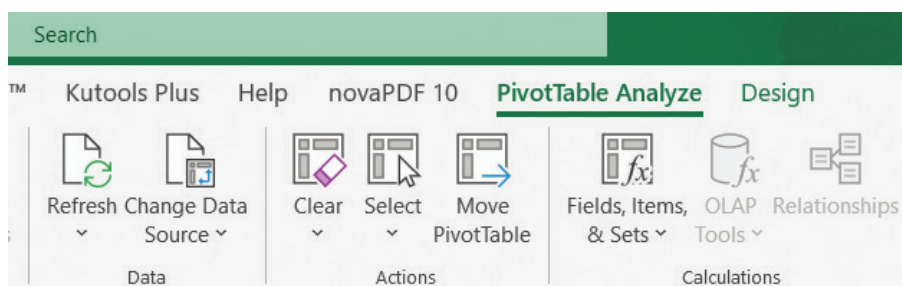 Search
™ Kutools Plus Help novaPDF 10 PivotTable Analyze Design
Refresh Change Data Source
Clear Select Move PivotTable
Fields, Items, & Sets OLAP Tools Relationships
Data Actions Calculations